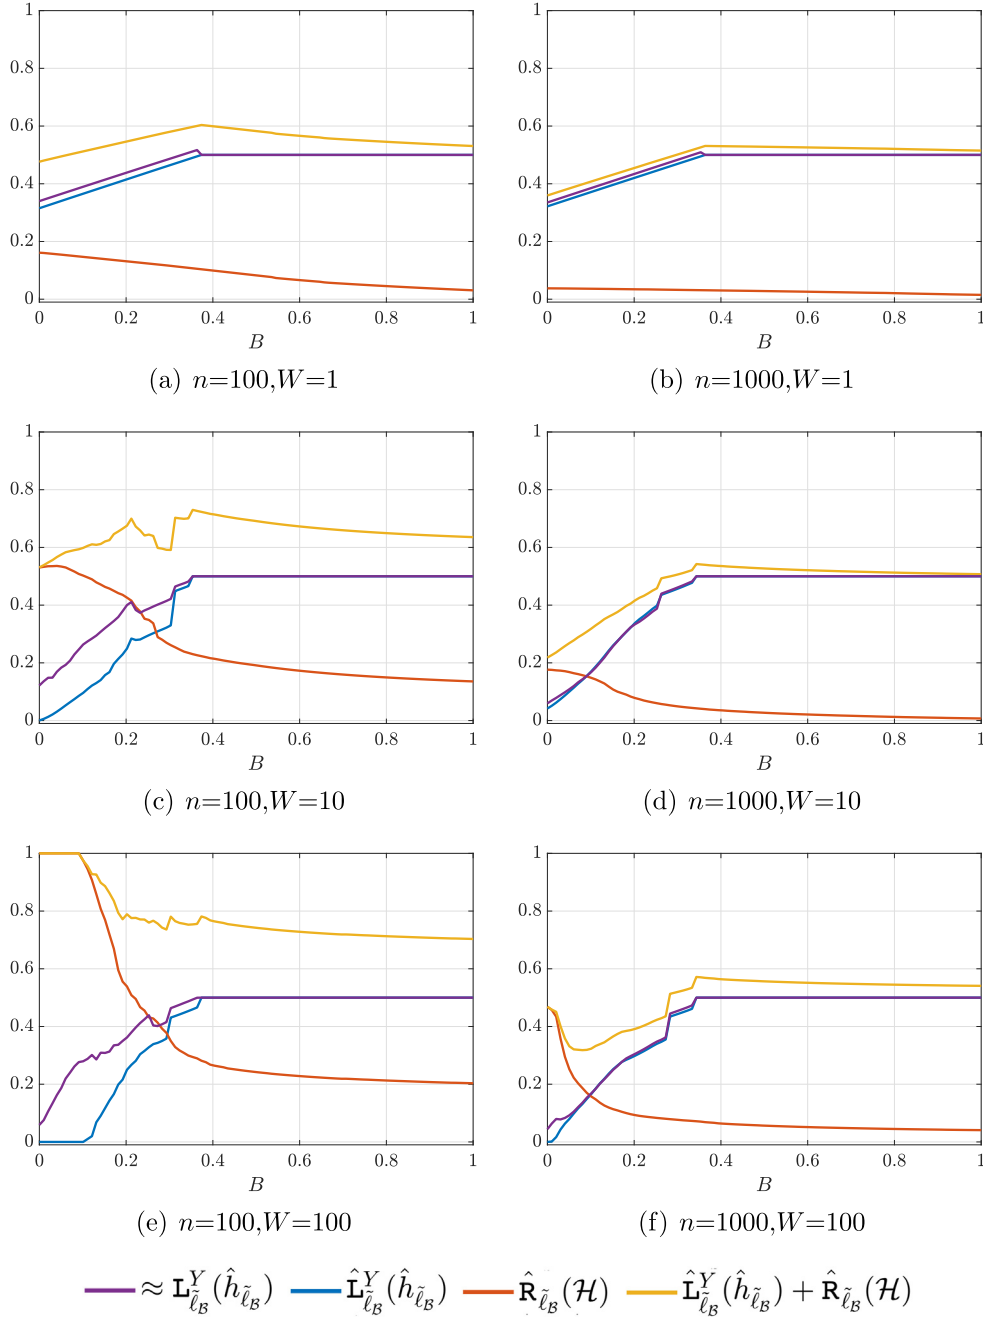 1
1
0.8
0.8
0.6
0.6
0.4
0.4
0.2
0.2
0
0
0 0.2 0.4 0.6 0.8 1
0 0.2 0.4 0.6 0.8 1
B
B
(a) n=100,W=1
(b) n=1000,W=1
1
1
0.8
0.8
0.6
0.6
0.4
0.4
0.2
0.2
0
0
0 0.2 0.4 0.6 0.8 1
0 0.2 0.4 0.6 0.8 1
B
B
(c) n=100,W=10
(d) n=1000,W=10
1
1
0.8
0.8
0.6
0.6
0.4
0.4
0.2
0.2
0
0
0 0.2 0.4 0.6 0.8 1
0 0.2 0.4 0.6 0.8 1
B
B
(e) n=100,W=100
(f) n=1000,W=100
≈ L^Y_{ℓ̃_ℬ}(ĥ_{ℓ̃_ℬ}) L̂^Y_{ℓ̃_ℬ}(ĥ_{ℓ̃_ℬ}) R̂_{ℓ̃_ℬ}(ℋ) L̂^Y_{ℓ̃_ℬ}(ĥ_{ℓ̃_ℬ}) + R̂_{ℓ̃_ℬ}(ℋ)